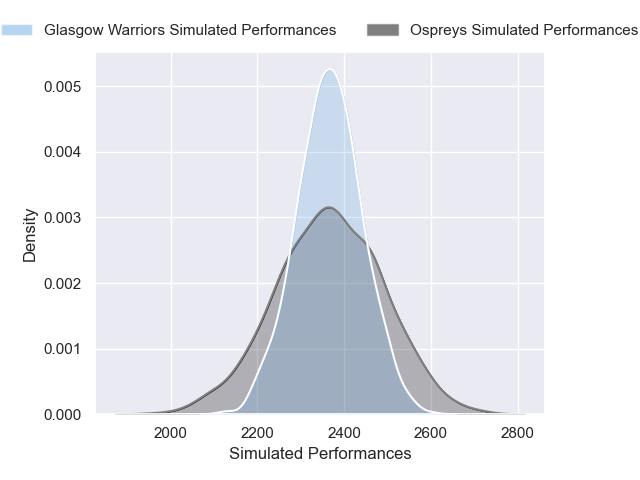 Glasgow Warriors Simulated Performances
Ospreys Simulated Performances
Density
0.005
0.004
0.003
0.002
0.001
0.000
2000 2200 2400 2600 2800
Simulated Performances